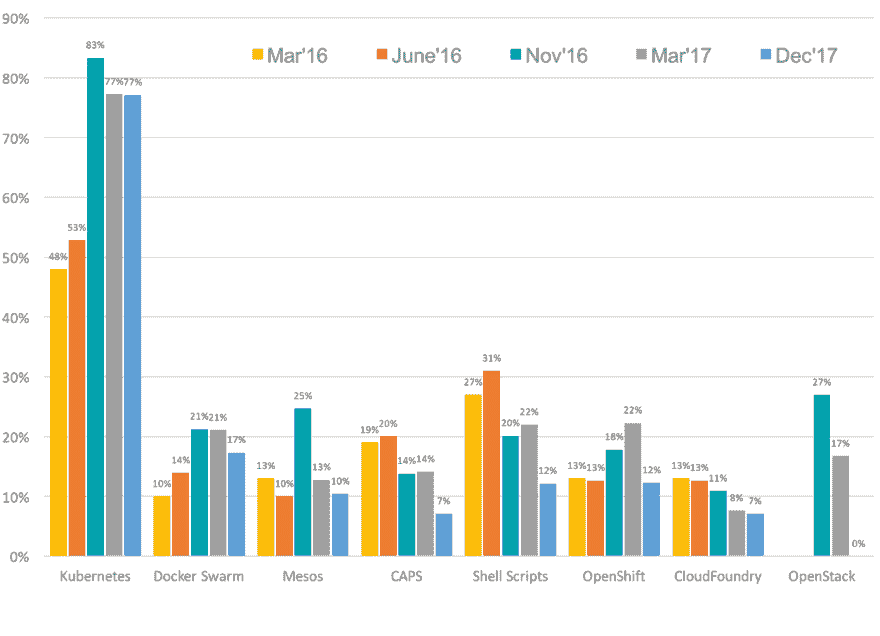 90%
Mar'16 June'16 Nov'16 Mar'17 Dec'17
80%
70%
60%
50%
40%
30%
20%
10%
0%
48% 53% 83% 77% 77%
10% 14% 21% 21% 17%
13% 10% 25% 13% 10%
19% 20% 14% 14% 7%
27% 31% 20% 22% 12%
13% 13% 18% 22% 12%
13% 13% 11% 8% 7%
27% 17% 0%
Kubernetes Docker Swarm Mesos CAPS Shell Scripts OpenShift CloudFoundry OpenStack